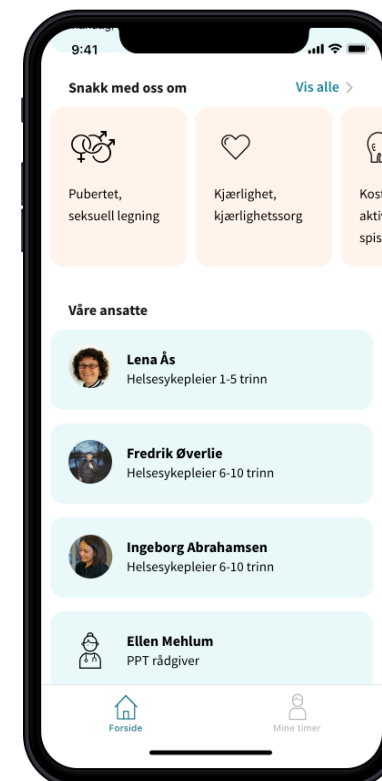 9:41
Snakk med oss om
Vis alle
Pubertet,
seksuell legning
Kjærlighet,
kjærlighetssorg
Våre ansatte
Lena Ås
Helsesykepleier 1-5 trinn
Fredrik Øverlie
Helsesykepleier 6-10 trinn
Ingeborg Abrahamsen
Helsesykepleier 6-10 trinn
Ellen Mehlum
PPT rådgiver
Forside
Mine timer